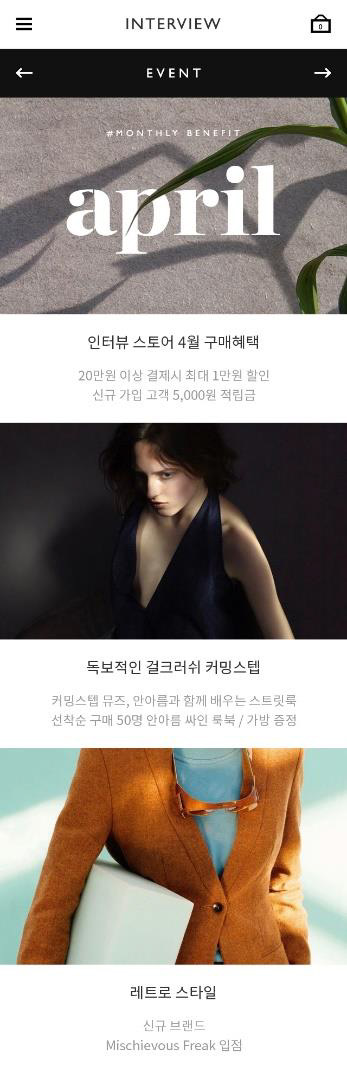 INTERVIEW
0
EVENT
#MONTHLY BENEFIT
april
인터뷰 스토어 4월 구매혜택
20만원 이상 결제시 최대 1만원 할인
신규 가입 고객 5,000원 적립금
독보적인 걸크러쉬 커밍스텝
커밍스텝 뮤즈, 안아름과 함께 배우는 스트릿룩
선착순 구매 50명 안아름 싸인 룩북 / 가방 증정
레트로 스타일
신규 브랜드
Mischievous Freak 입점